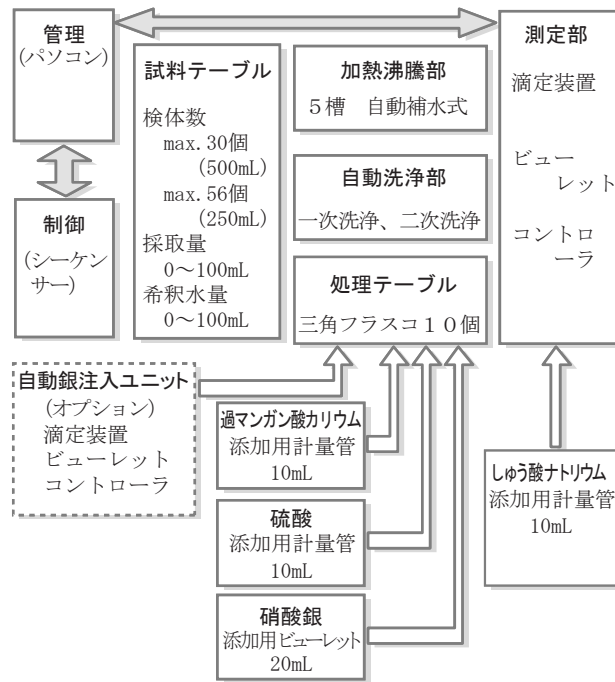 管理
(パソコン)
制御
(シーケン
サー)
試料テーブル
検体数
max.30個
(500mL)
max.56個
(250mL)
採取量
0～100mL
希釈水量
0～100mL
加熱沸騰部
５槽　自動補水式
自動洗浄部
一次洗浄、二次洗浄
処理テーブル
三角フラスコ１０個
測定部
滴定装置
ビュー
レット
コントロ
ーラ
自動銀注入ユニット
(オプション)
滴定装置
ビューレット
コントローラ
過マンガン酸カリウム
添加用計量管
10mL
硫酸
添加用計量管
10mL
硝酸銀
添加用ビューレット
20mL
しゅう酸ナトリウム
添加用計量管
10mL